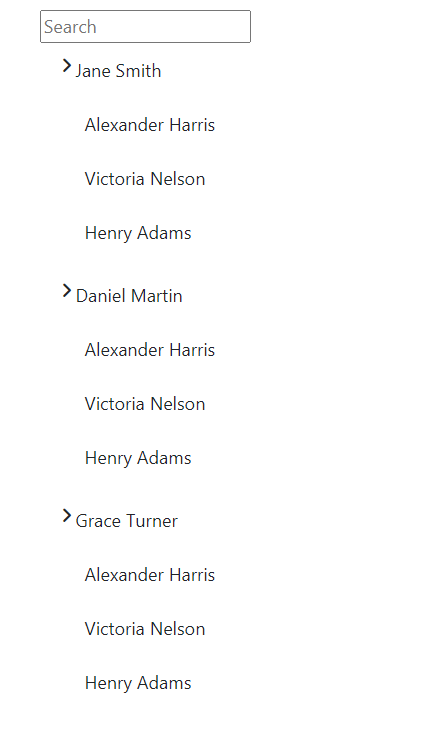 Search
Jane Smith
Alexander Harris
Victoria Nelson
Henry Adams
Daniel Martin
Alexander Harris
Victoria Nelson
Henry Adams
Grace Turner
Alexander Harris
Victoria Nelson
Henry Adams